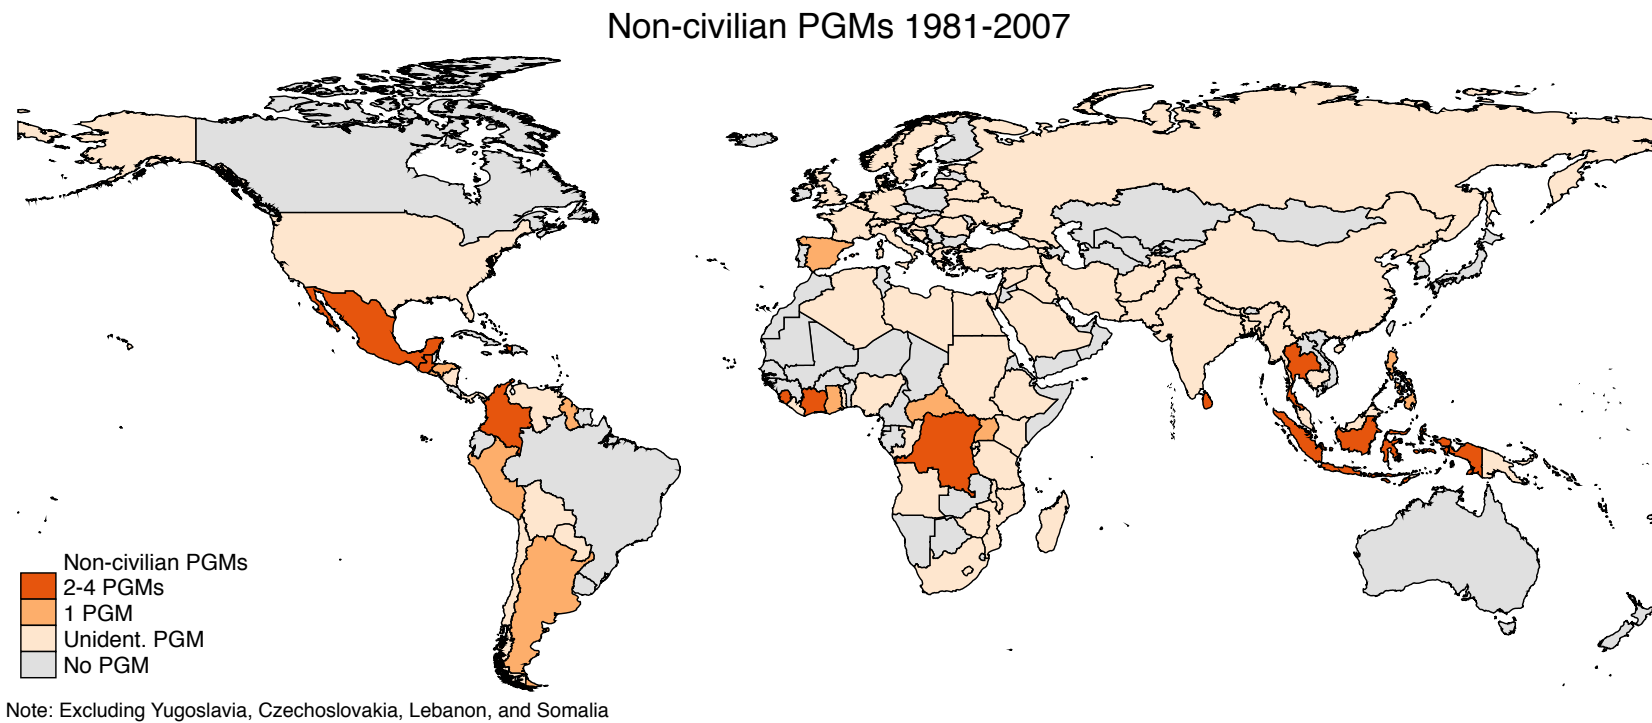 Non-civilian PGMs 1981-2007
Non-civilian PGMs
2-4 PGMs
1 PGM
Unident. PGM
No PGM
Note: Excluding Yugoslavia, Czechoslovakia, Lebanon, and Somalia